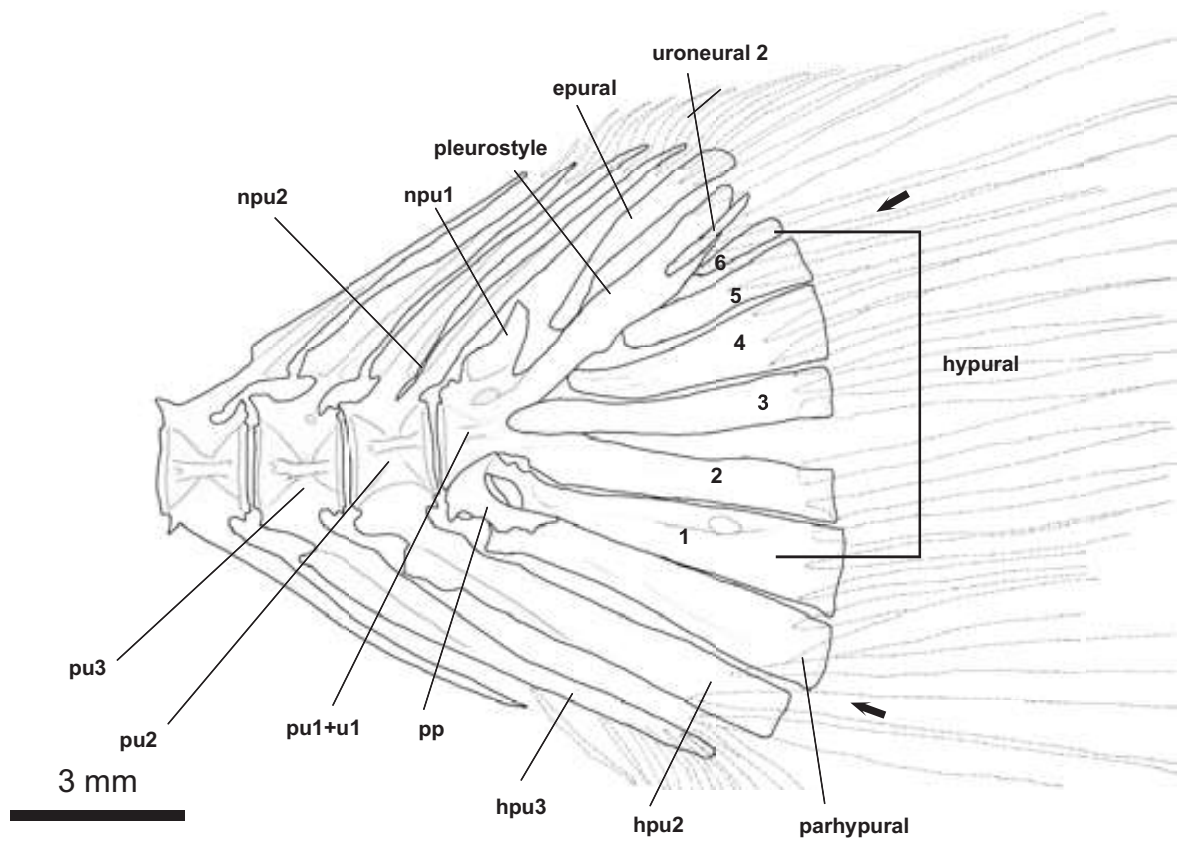 uroneural 2
epural
pleurostyle
npu2
npu1
6
5
4
hypural
3
2
1
pu3
pu2
pu1+u1
pp
3 mm
hpu3
hpu2
parhypural